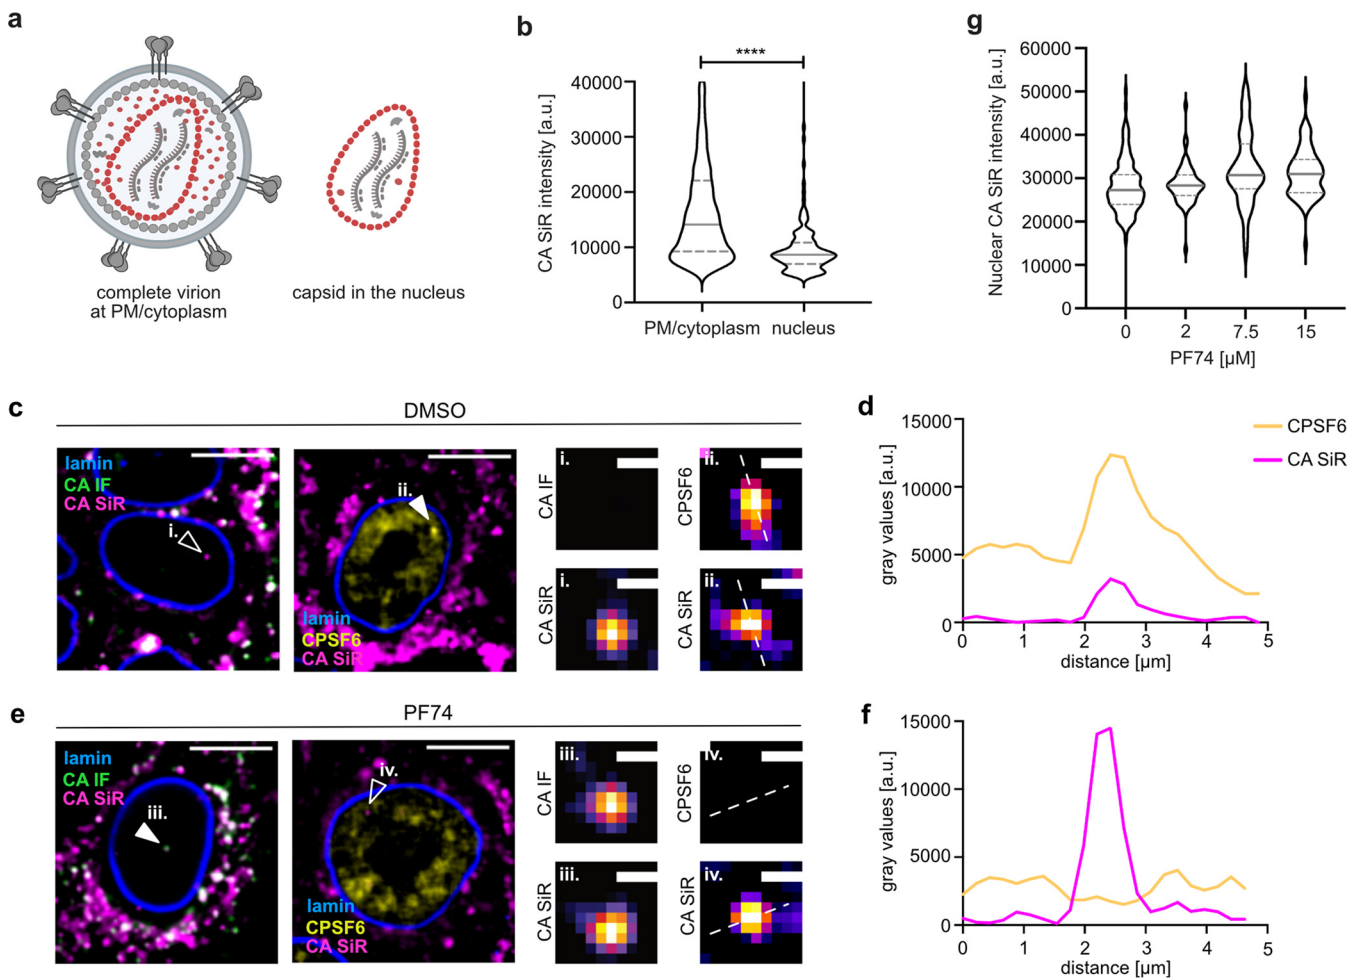 a
complete virion
at PM/cytoplasm
capsid in the nucleus
b
****
CA SiR intensity [a.u.]
40000
30000
20000
10000
0
PM/cytoplasm
nucleus
g
Nuclear CA SiR intensity [a.u.]
60000
50000
40000
30000
20000
10000
0
0
2
7.5
15
PF74 [µM]
c
DMSO
lamin
CA IF
CA SiR
i.
ii.
lamin
CPSF6
CA SiR
CA IF
i.
CPSF6
ii.
CA SiR
i.
CA SiR
ii.
d
gray values [a.u.]
15000
10000
5000
0
0
1
2
3
4
5
distance [µm]
CPSF6
CA SiR
e
PF74
lamin
CA IF
CA SiR
iii.
iv.
lamin
CPSF6
CA SiR
CA IF
iii.
CPSF6
iv.
CA SiR
iii.
CA SiR
iv.
f
gray values [a.u.]
15000
10000
5000
0
0
1
2
3
4
5
distance [µm]